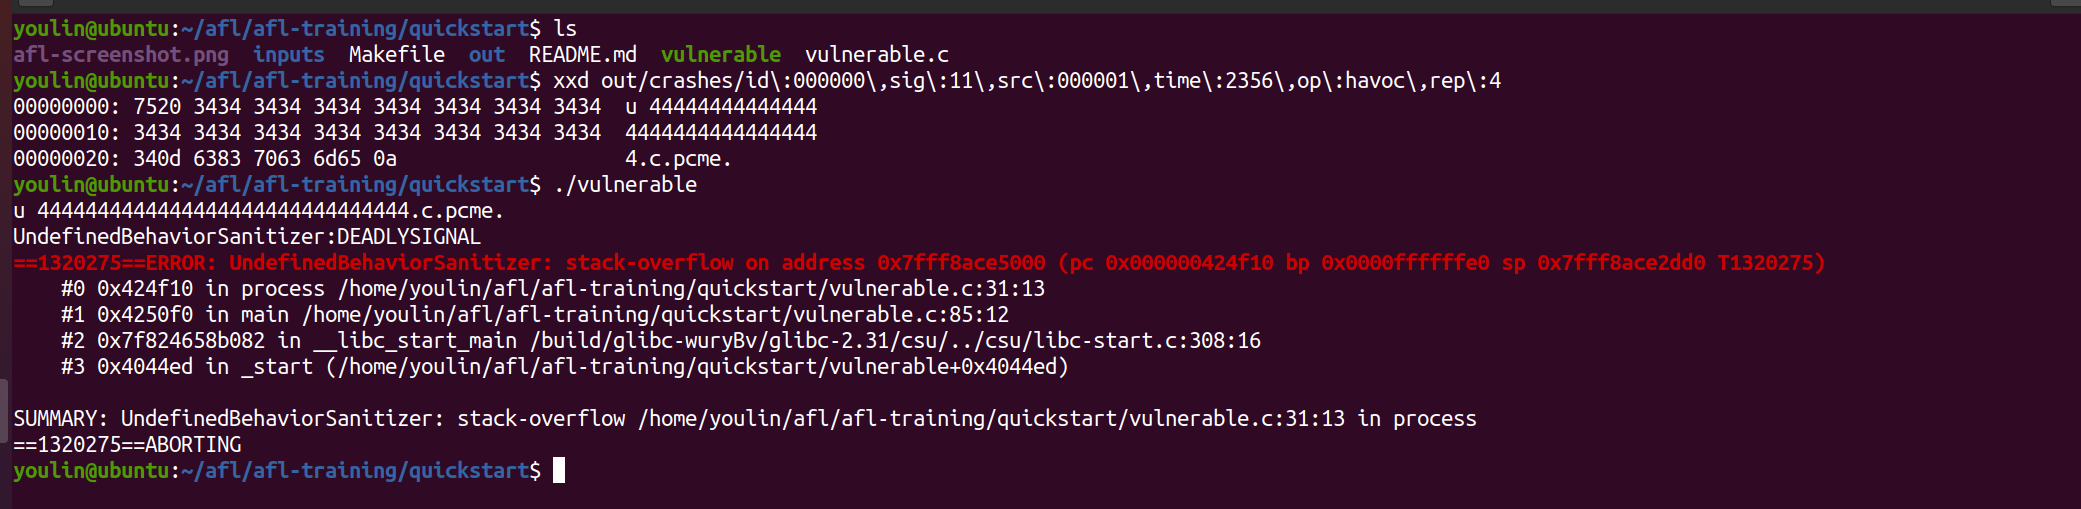 youlin@ubuntu:~/afl/afl-training/quickstart$ ls
afl-screenshot.png  inputs  Makefile  out  README.md  vulnerable  vulnerable.c
youlin@ubuntu:~/afl/afl-training/quickstart$ xxd out/crashes/id\:000000\,sig\:11\,src\:000001\,time\:2356\,op\:havoc\,rep\:4
00000000: 7520 3434 3434 3434 3434 3434 3434 3434  u 44444444444444
00000010: 3434 3434 3434 3434 3434 3434 3434 3434  4444444444444444
00000020: 340d 6383 7063 6d65 0a                   4.c.pcme.
youlin@ubuntu:~/afl/afl-training/quickstart$ ./vulnerable
u 4444444444444444444444444444444.c.pcme.
UndefinedBehaviorSanitizer:DEADLYSIGNAL
==1320275==ERROR: UndefinedBehaviorSanitizer: stack-overflow on address 0x7fff8ace5000 (pc 0x000000424f10 bp 0x0000ffffffe0 sp 0x7fff8ace2dd0 T1320275)
    #0 0x424f10 in process /home/youlin/afl/afl-training/quickstart/vulnerable.c:31:13
    #1 0x4250f0 in main /home/youlin/afl/afl-training/quickstart/vulnerable.c:85:12
    #2 0x7f824658b082 in __libc_start_main /build/glibc-wuryBv/glibc-2.31/csu/../csu/libc-start.c:308:16
    #3 0x4044ed in _start (/home/youlin/afl/afl-training/quickstart/vulnerable+0x4044ed)
SUMMARY: UndefinedBehaviorSanitizer: stack-overflow /home/youlin/afl/afl-training/quickstart/vulnerable.c:31:13 in process
==1320275==ABORTING
youlin@ubuntu:~/afl/afl-training/quickstart$